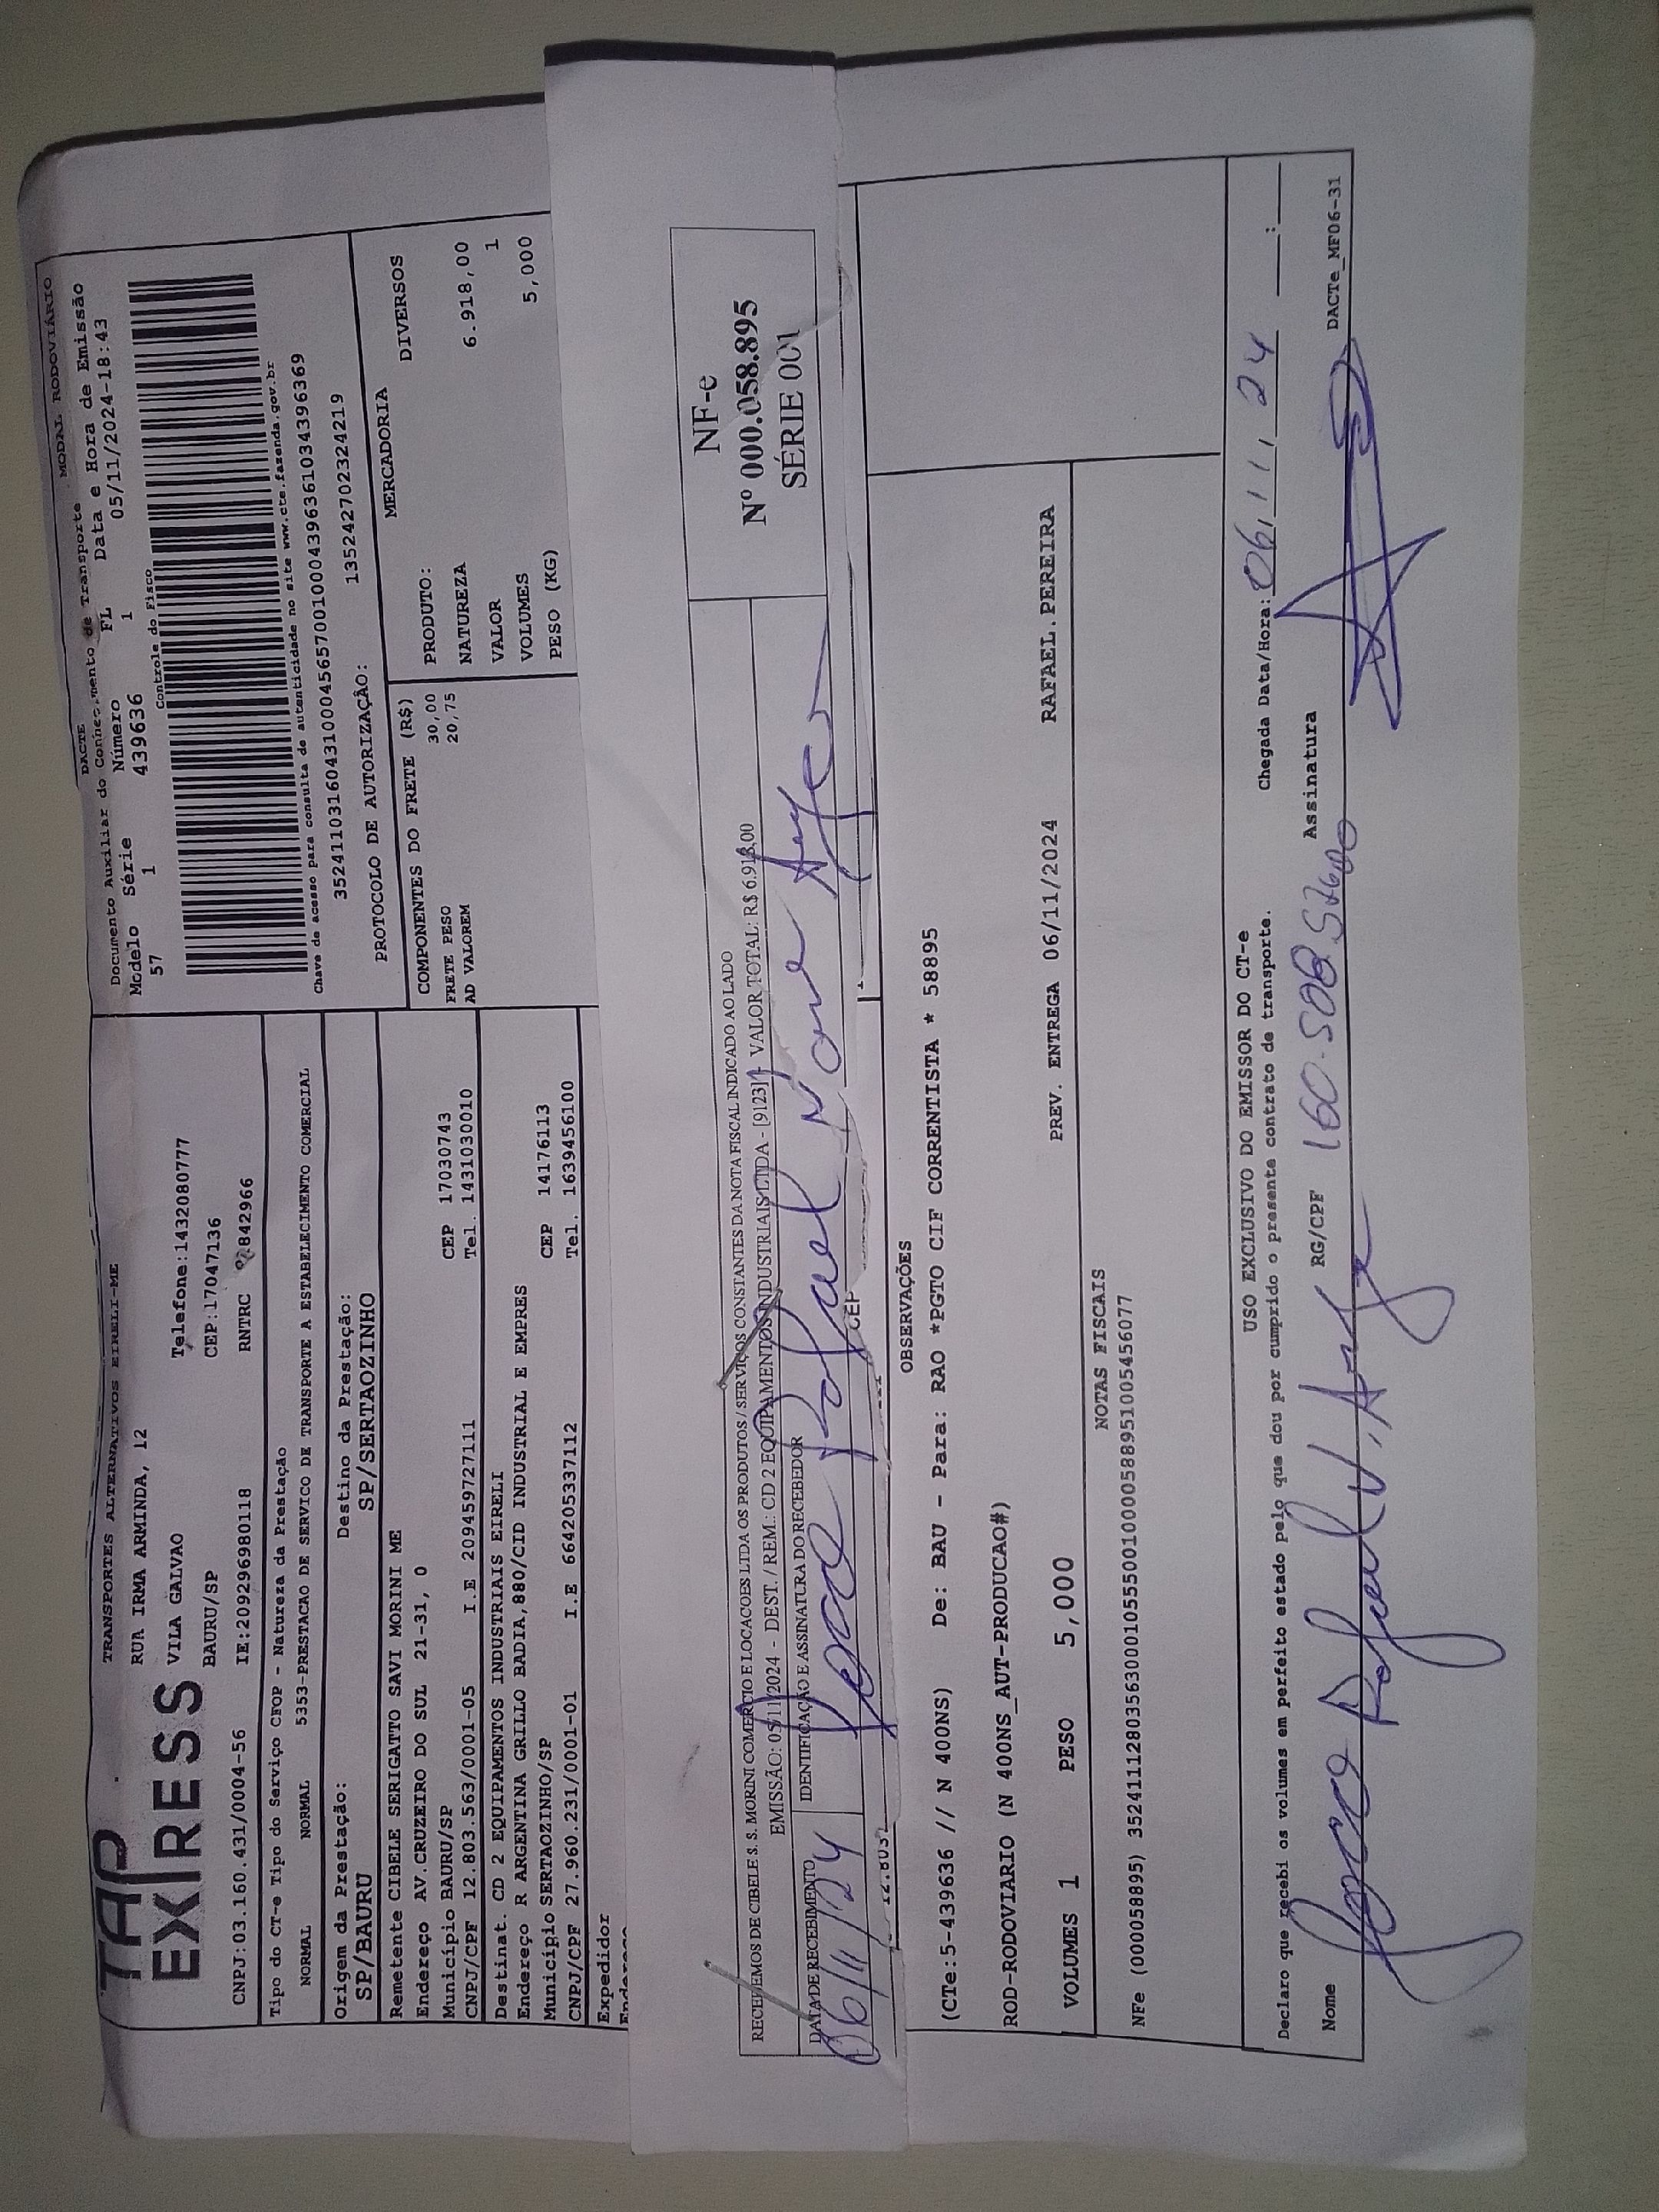 TAP
EXPRESS
TRANSPORTES ALTERNATIVOS EIRELI-ME
RUA IRMA ARMINDA, 12
VILA GALVAO Telefone:1432080777
BAURU/SP CEP:17047136
CNPJ:03.160.431/0004-56 IE:209296980118 RNTRC 842966
Tipo do CT-e Tipo do Serviço CFOP - Natureza da Prestação
NORMAL NORMAL 5353-PRESTACAO DE SERVICO DE TRANSPORTE A ESTABELECIMENTO COMERCIAL
Origem da Prestação: Destino da Prestação:
SP/BAURU SP/SERTAOZINHO
Remetente CIBELE SERIGATTO SAVI MORINI ME
Endereço AV.CRUZEIRO DO SUL 21-31, 0
Município BAURU/SP CEP 17030743
CNPJ/CPF 12.803.563/0001-05 I.E 209459727111 Tel. 1431030010
Destinat. CD 2 EQUIPAMENTOS INDUSTRIAIS EIRELI
Endereço R ARGENTINA GRILLO BADIA,880/CID INDUSTRIAL E EMPRES
Município SERTAOZINHO/SP CEP 14176113
CNPJ/CPF 27.960.231/0001-01 I.E 664205337112 Tel. 1639456100
Expedidor
Endereço
DACTE MODAL RODOVIÁRIO
Documento Auxiliar do Conhecimento de Transporte
Modelo Série Número FL Data e Hora de Emissão
57 1 439636 1 05/11/2024-18:43
Controle do Fisco
Chave de acesso para consulta de autenticidade no site www.cte.fazenda.gov.br
35241103160431000456570010004396361034396369
PROTOCOLO DE AUTORIZAÇÃO: 1352427702324219
COMPONENTES DO FRETE (R$)
FRETE PESO 30,00
AD VALOREM 20,75
MERCADORIA
PRODUTO: DIVERSOS
NATUREZA
VALOR 6.918,00
VOLUMES 1
PESO (KG) 5,000
RECEBEMOS DE CIBELE S. S. MORINI COMERCIO E LOCACOES LTDA OS PRODUTOS / SERVIÇOS CONSTANTES DA NOTA FISCAL INDICADO AO LADO
EMISSÃO: 05/11/2024 - DEST. / REM.: CD 2 EQUIPAMENTOS INDUSTRIAIS LTDA - [9123] - VALOR TOTAL: R$ 6.918,00
DATA DE RECEBIMENTO IDENTIFICAÇÃO E ASSINATURA DO RECEBEDOR
06/11/24 Rafael
NF-e
Nº 000.058.895
SÉRIE 001
CEP
OBSERVAÇÕES
(CTe:5-439636 // N 400NS) De: BAU - Para: RAO *PGTO CIF CORRENTISTA * 58895
ROD-RODOVIARIO (N 400NS_AUT-PRODUCAO#)
VOLUMES 1 PESO 5,000 PREV. ENTREGA 06/11/2024 RAFAEL.PEREIRA
NOTAS FISCAIS
NFe (000058895) 35241112803563000105550010000588951005456077
USO EXCLUSIVO DO EMISSOR DO CT-e
Declaro que recebi os volumes em perfeito estado pelo que dou por cumprido o presente contrato de transporte. Chegada Data/Hora: 06/11/24 __:__
Nome Rafael RG/CPF Assinatura
DACTe_MF06-31